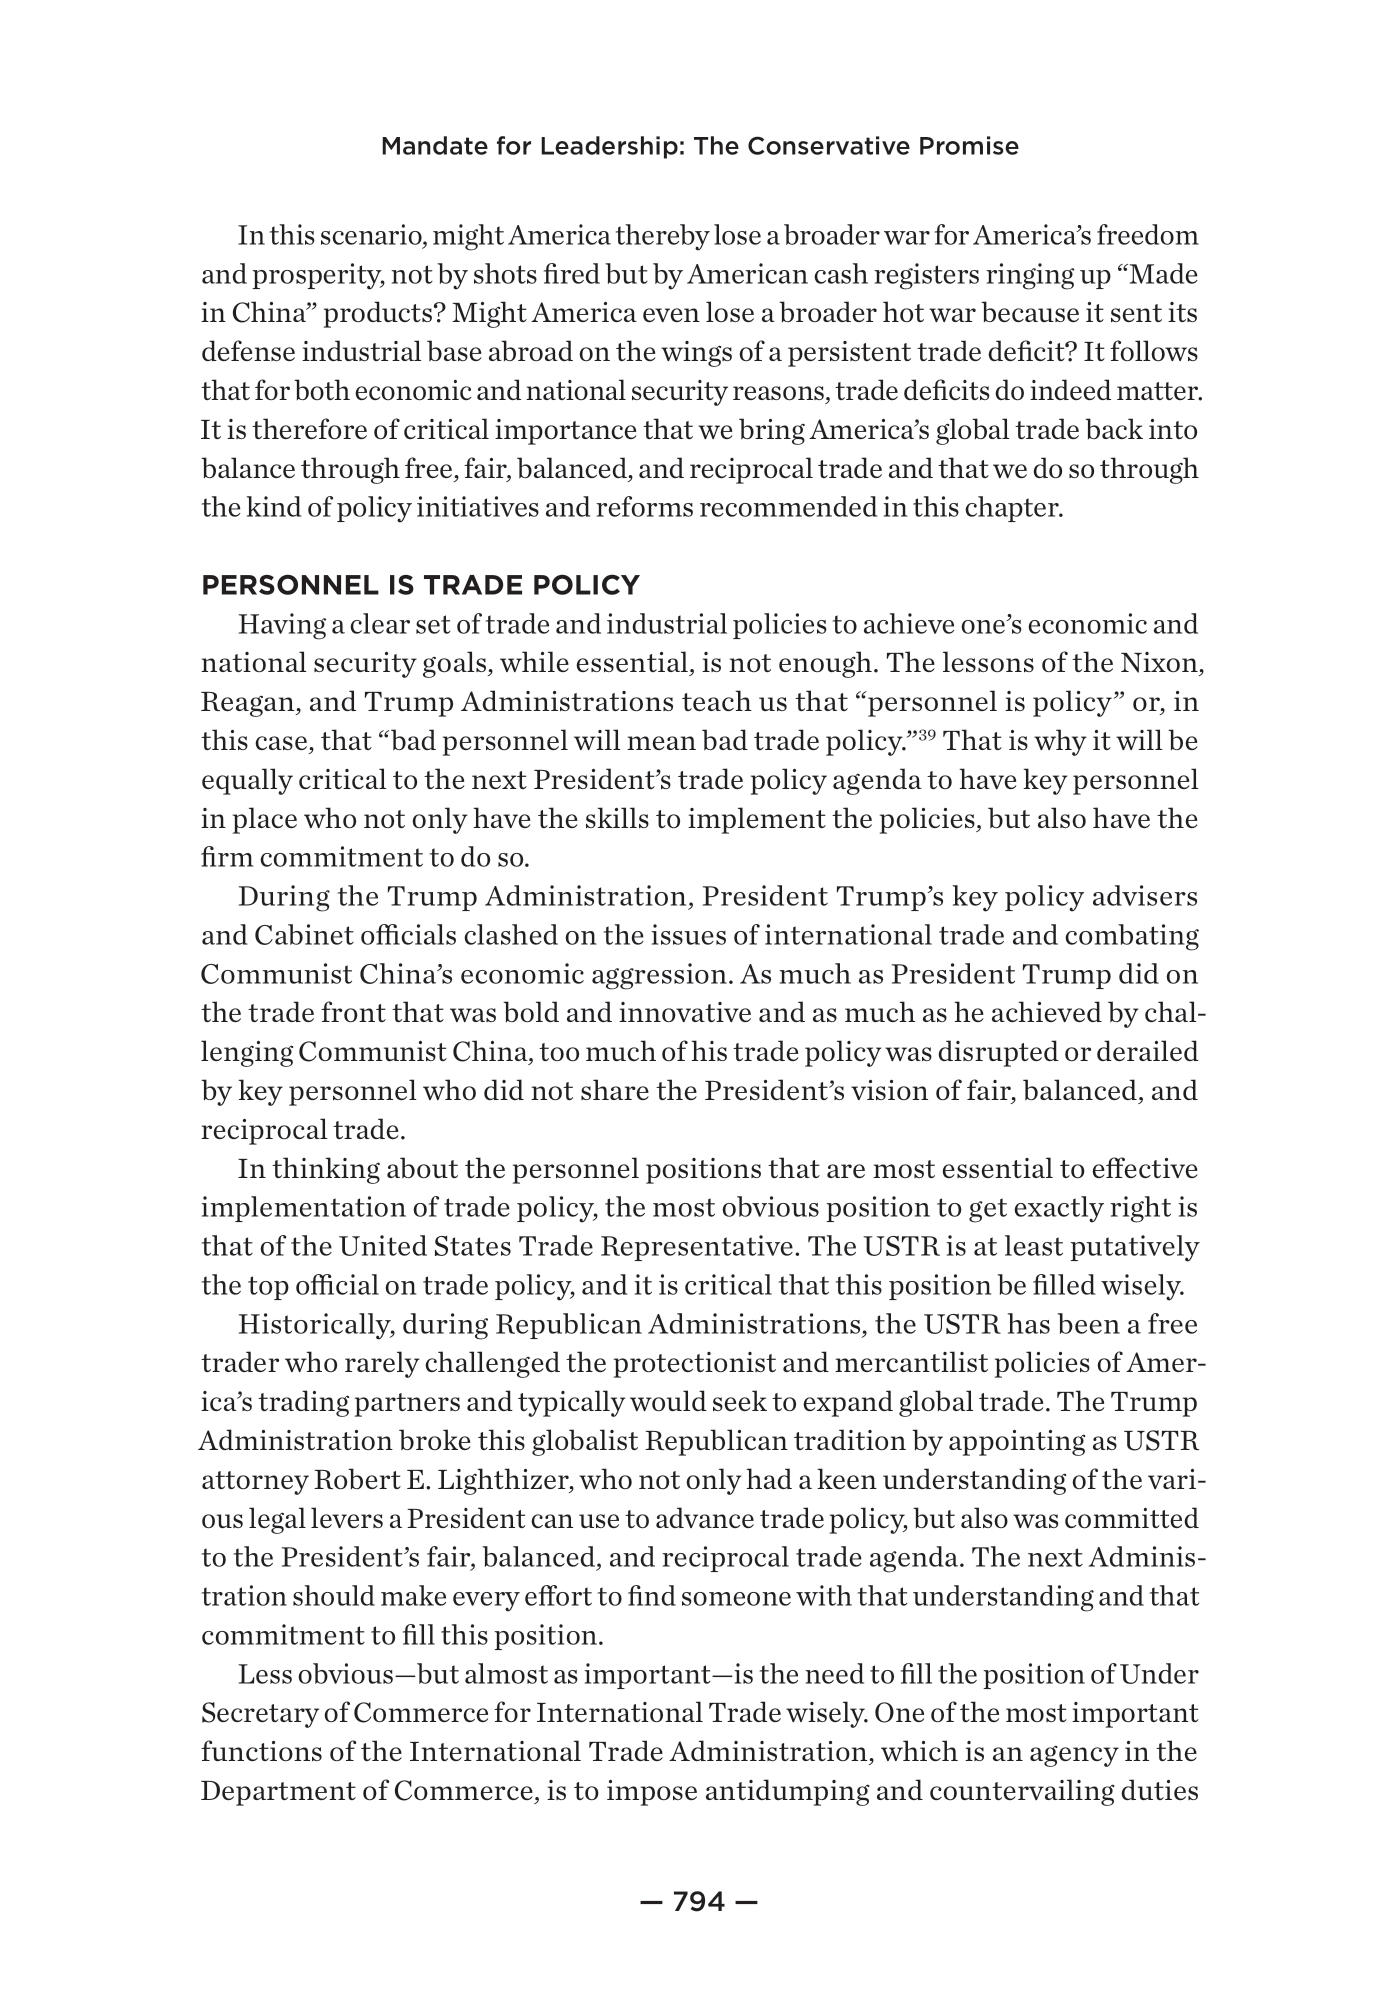 Mandate for Leadership: The Conservative Promise
In this scenario, might America thereby lose a broader war for America’s freedom
and prosperity, not by shots fired but by American cash registers ringing up “Made
in China” products? Might America even lose a broader hot war because it sent its
defense industrial base abroad on the wings of a persistent trade deficit? It follows
that for both economic and national security reasons, trade deficits do indeed matter.
It is therefore of critical importance that we bring America’s global trade back into
balance through free, fair, balanced, and reciprocal trade and that we do so through
the kind of policy initiatives and reforms recommended in this chapter.
PERSONNEL IS TRADE POLICY
Having a clear set of trade and industrial policies to achieve one’s economic and
national security goals, while essential, is not enough. The lessons of the Nixon,
Reagan, and Trump Administrations teach us that “personnel is policy” or, in
this case, that “bad personnel will mean bad trade policy.”39 That is why it will be
equally critical to the next President’s trade policy agenda to have key personnel
in place who not only have the skills to implement the policies, but also have the
firm commitment to do so.
During the Trump Administration, President Trump’s key policy advisers
and Cabinet officials clashed on the issues of international trade and combating
Communist China’s economic aggression. As much as President Trump did on
the trade front that was bold and innovative and as much as he achieved by chal-
lenging Communist China, too much of his trade policy was disrupted or derailed
by key personnel who did not share the President’s vision of fair, balanced, and
reciprocal trade.
In thinking about the personnel positions that are most essential to effective
implementation of trade policy, the most obvious position to get exactly right is
that of the United States Trade Representative. The USTR is at least putatively
the top official on trade policy, and it is critical that this position be filled wisely.
Historically, during Republican Administrations, the USTR has been a free
trader who rarely challenged the protectionist and mercantilist policies of Amer-
ica’s trading partners and typically would seek to expand global trade. The Trump
Administration broke this globalist Republican tradition by appointing as USTR
attorney Robert E. Lighthizer, who not only had a keen understanding of the vari-
ous legal levers a President can use to advance trade policy, but also was committed
to the President’s fair, balanced, and reciprocal trade agenda. The next Adminis-
tration should make every effort to find someone with that understanding and that
commitment to fill this position.
Less obvious—but almost as important—is the need to fill the position of Under
Secretary of Commerce for International Trade wisely. One of the most important
functions of the International Trade Administration, which is an agency in the
Department of Commerce, is to impose antidumping and countervailing duties
— 794 —